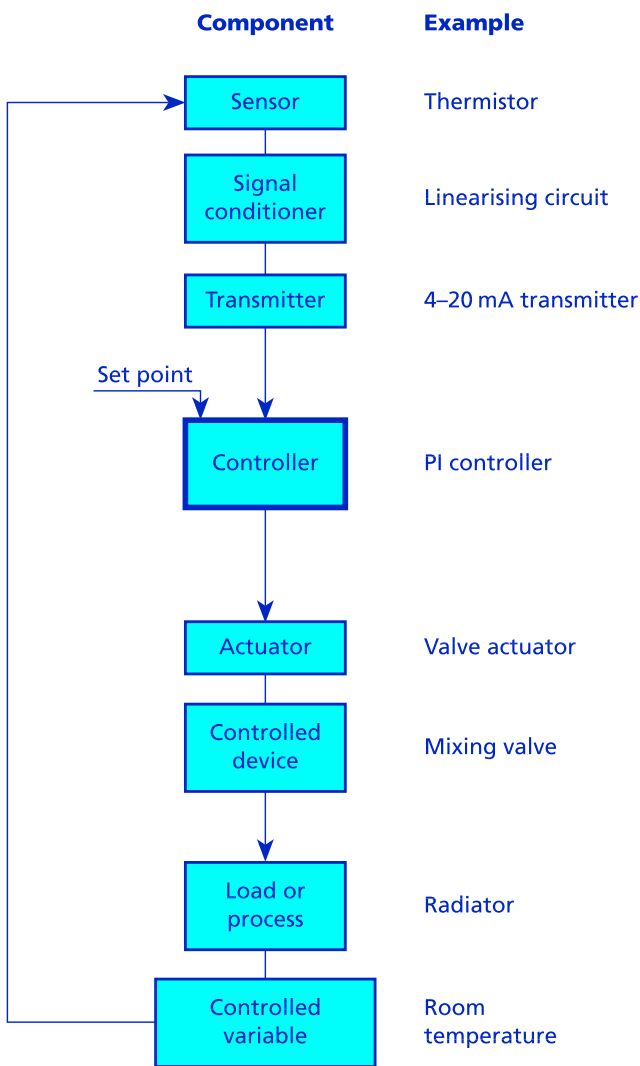 Component Example
Sensor Thermistor
Signal
conditioner
Linearising circuit
Transmitter 4–20 mA transmitter
Set point
Controller PI controller
Actuator Valve actuator
Controlled
device
Mixing valve
Load or
process
Radiator
Controlled
variable
Room
temperature